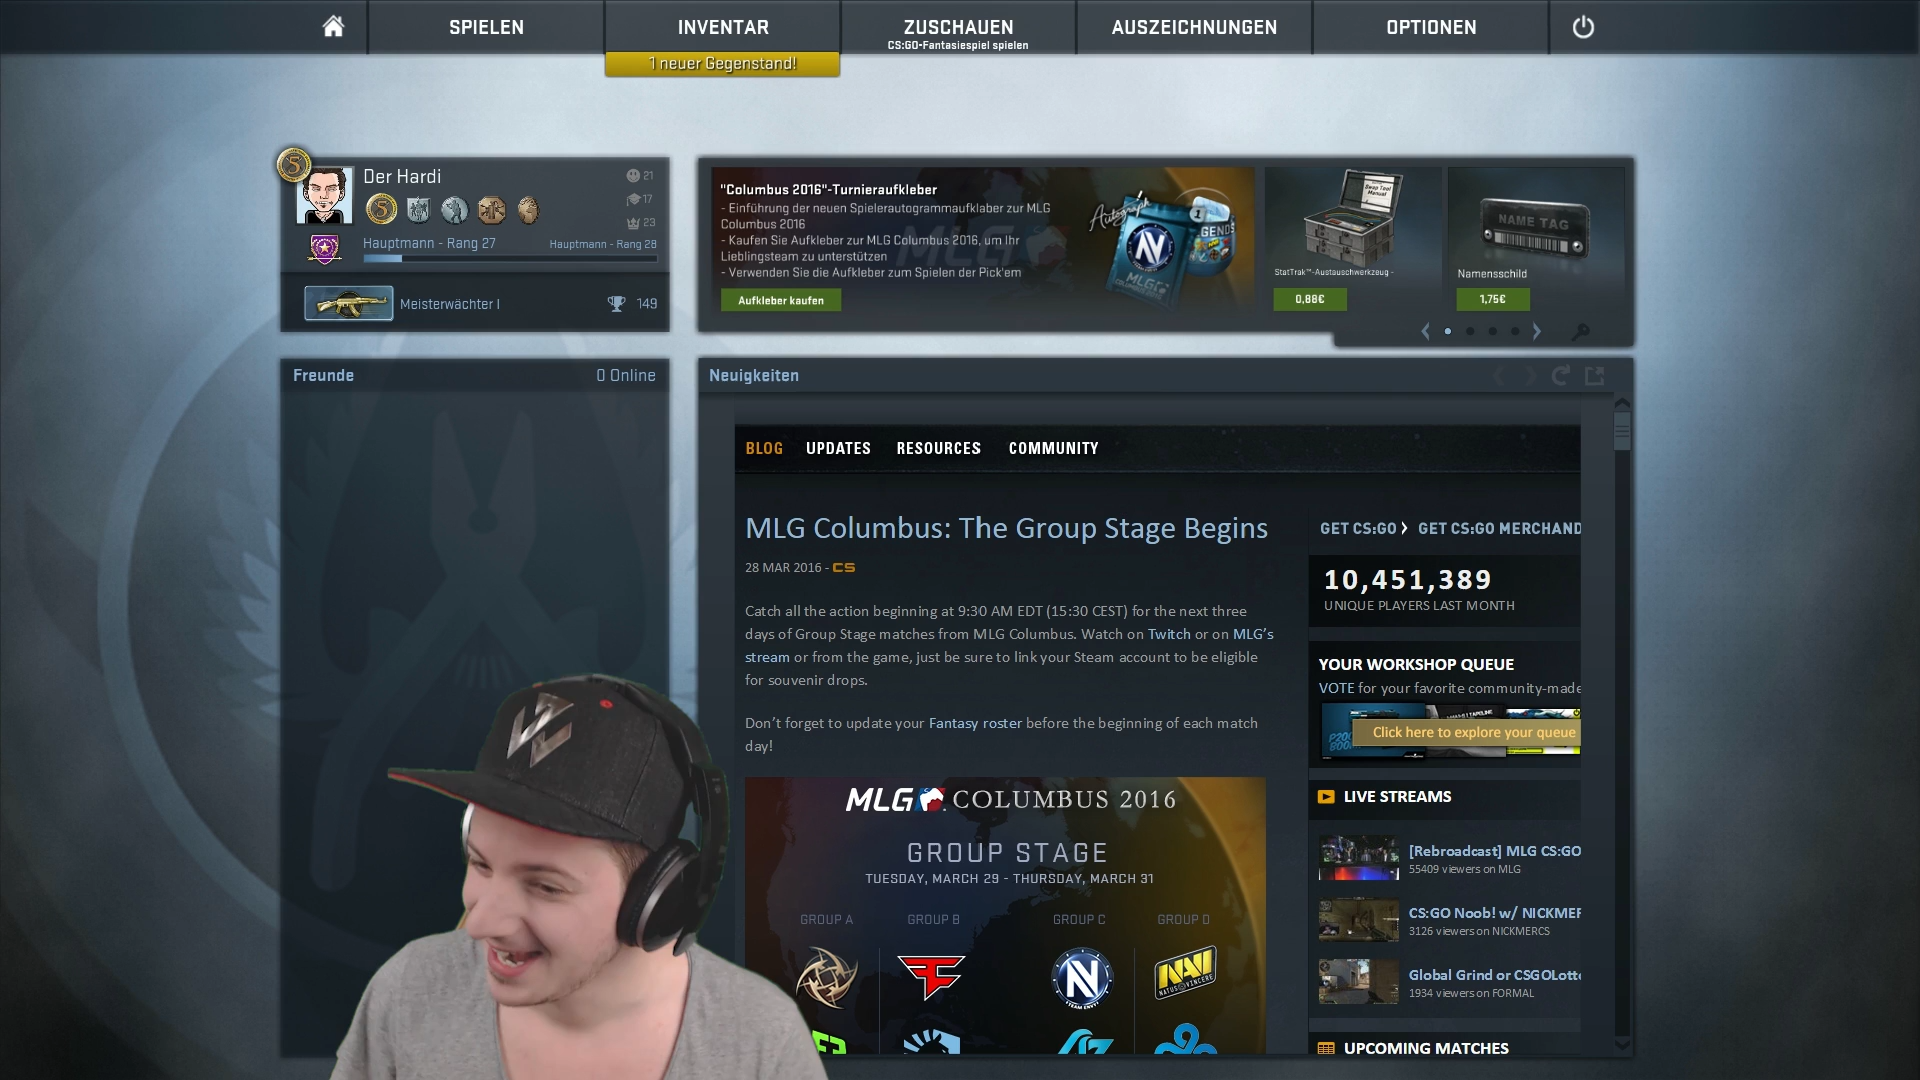 SPIELEN
INVENTAR
ZUSCHAUEN
CS:GO-Fantasiespiel spielen
AUSZEICHNUNGEN
OPTIONEN
1 neuer Gegenstand!
5
Der Hardi
21
17
23
5
Hauptmann - Rang 27
Hauptmann - Rang 28
Meisterwächter I
149
"Columbus 2016"-Turnieraufkleber
- Einführung der neuen Spielerautogrammaufklaber zur MLG
Columbus 2016
- Kaufen Sie Aufkleber zur MLG Columbus 2016, um Ihr
Lieblingsteam zu unterstützen
- Verwenden Sie die Aufkleber zum Spielen der Pick'em
Aufkleber kaufen
Autograph
StatTrak™-Austauschwerkzeug -
0,88€
NAME TAG
Namensschild
1,75€
Freunde
0 Online
Neuigkeiten
BLOG
UPDATES
RESOURCES
COMMUNITY
MLG Columbus: The Group Stage Begins
28 MAR 2016 - CS
Catch all the action beginning at 9:30 AM EDT (15:30 CEST) for the next three
days of Group Stage matches from MLG Columbus. Watch on Twitch or on MLG’s
stream or from the game, just be sure to link your Steam account to be eligible
for souvenir drops.
Don’t forget to update your Fantasy roster before the beginning of each match
day!
MLG COLUMBUS 2016
GROUP STAGE
TUESDAY, MARCH 29 - THURSDAY, MARCH 31
GROUP A
GROUP B
GROUP C
GROUP D
NAVI
NATUS VINCERE
GET CS:GO
GET CS:GO MERCHAND
10,451,389
UNIQUE PLAYERS LAST MONTH
YOUR WORKSHOP QUEUE
VOTE for your favorite community-made
Click here to explore your queue
LIVE STREAMS
[Rebroadcast] MLG CS:GO
55409 viewers on MLG
CS:GO Noob! w/ NICKMER
3126 viewers on NICKMERCS
Global Grind or CSGOLotto
1934 viewers on FORMAL
UPCOMING MATCHES